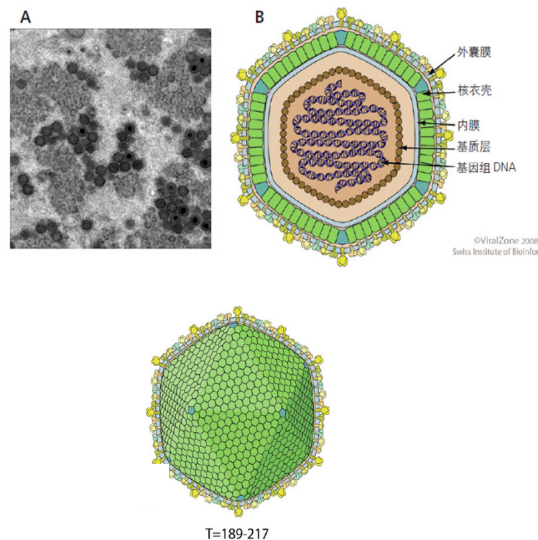 A
B
外囊膜
核衣壳
内膜
基质层
基因组 DNA
©ViralZone 2008
Swiss Institute of Bioinfor
T=189-217